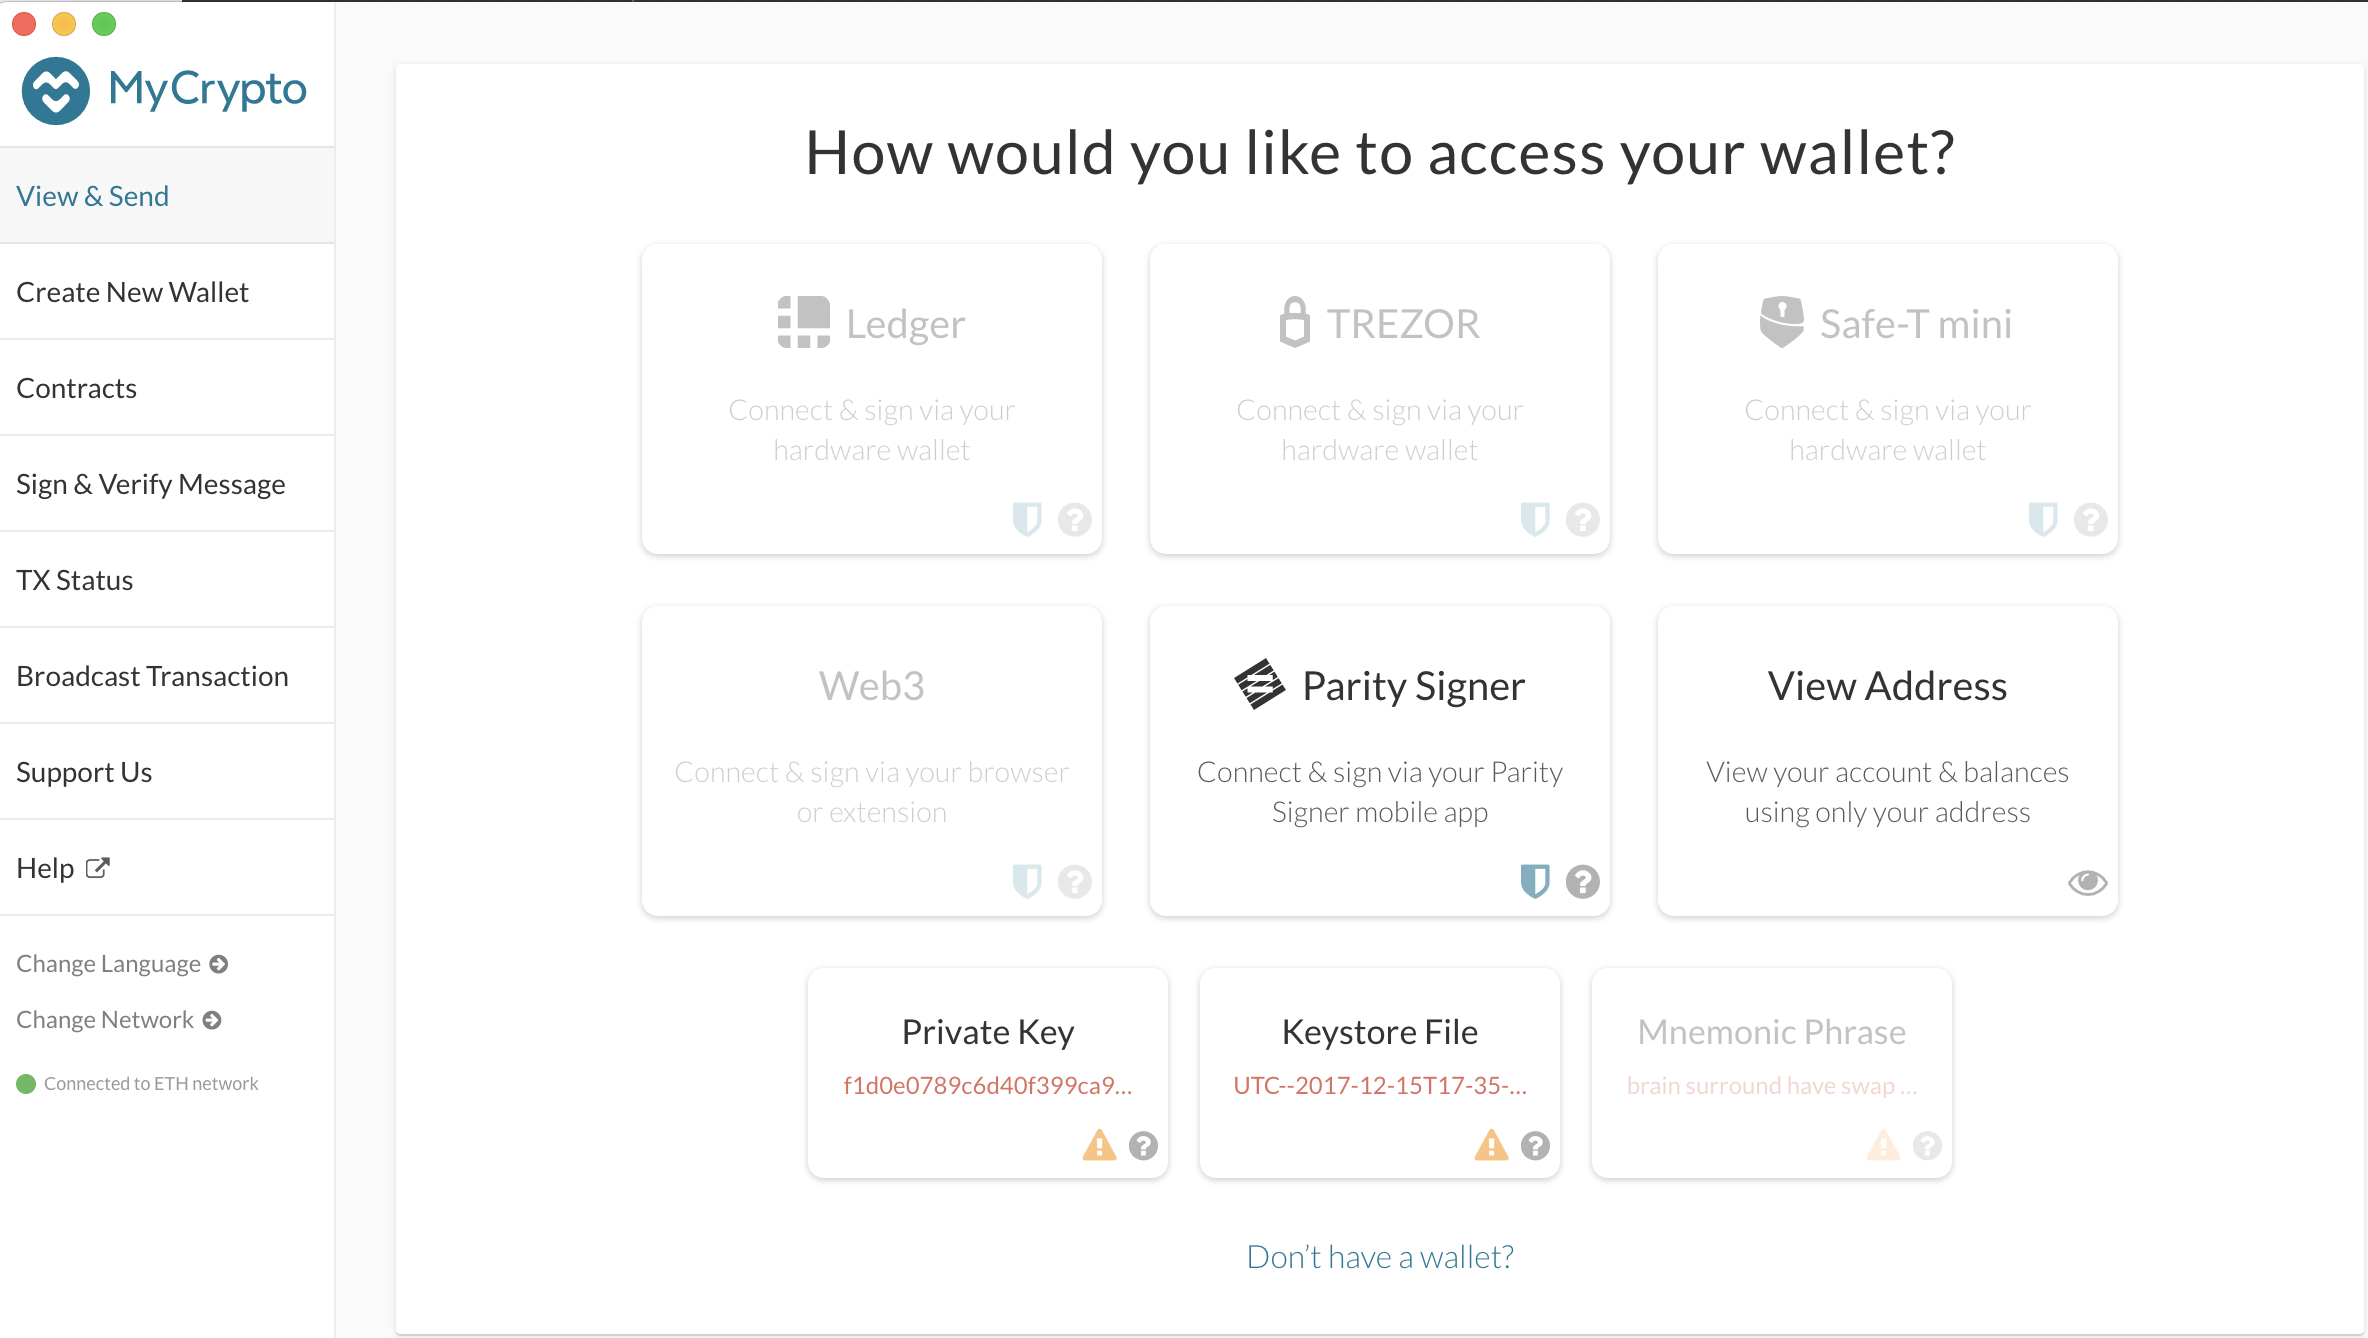 MyCrypto
View & Send
Create New Wallet
Contracts
Sign & Verify Message
TX Status
Broadcast Transaction
Support Us
Help
Change Language
Change Network
Connected to ETH network
How would you like to access your wallet?
Ledger
Connect & sign via your
hardware wallet
TREZOR
Connect & sign via your
hardware wallet
Safe-T mini
Connect & sign via your
hardware wallet
Web3
Connect & sign via your browser
or extension
Parity Signer
Connect & sign via your Parity
Signer mobile app
View Address
View your account & balances
using only your address
Private Key
f1d0e0789c6d40f399ca9...
Keystore File
UTC--2017-12-15T17-35-...
Mnemonic Phrase
brain surround have swap ...
Don’t have a wallet?